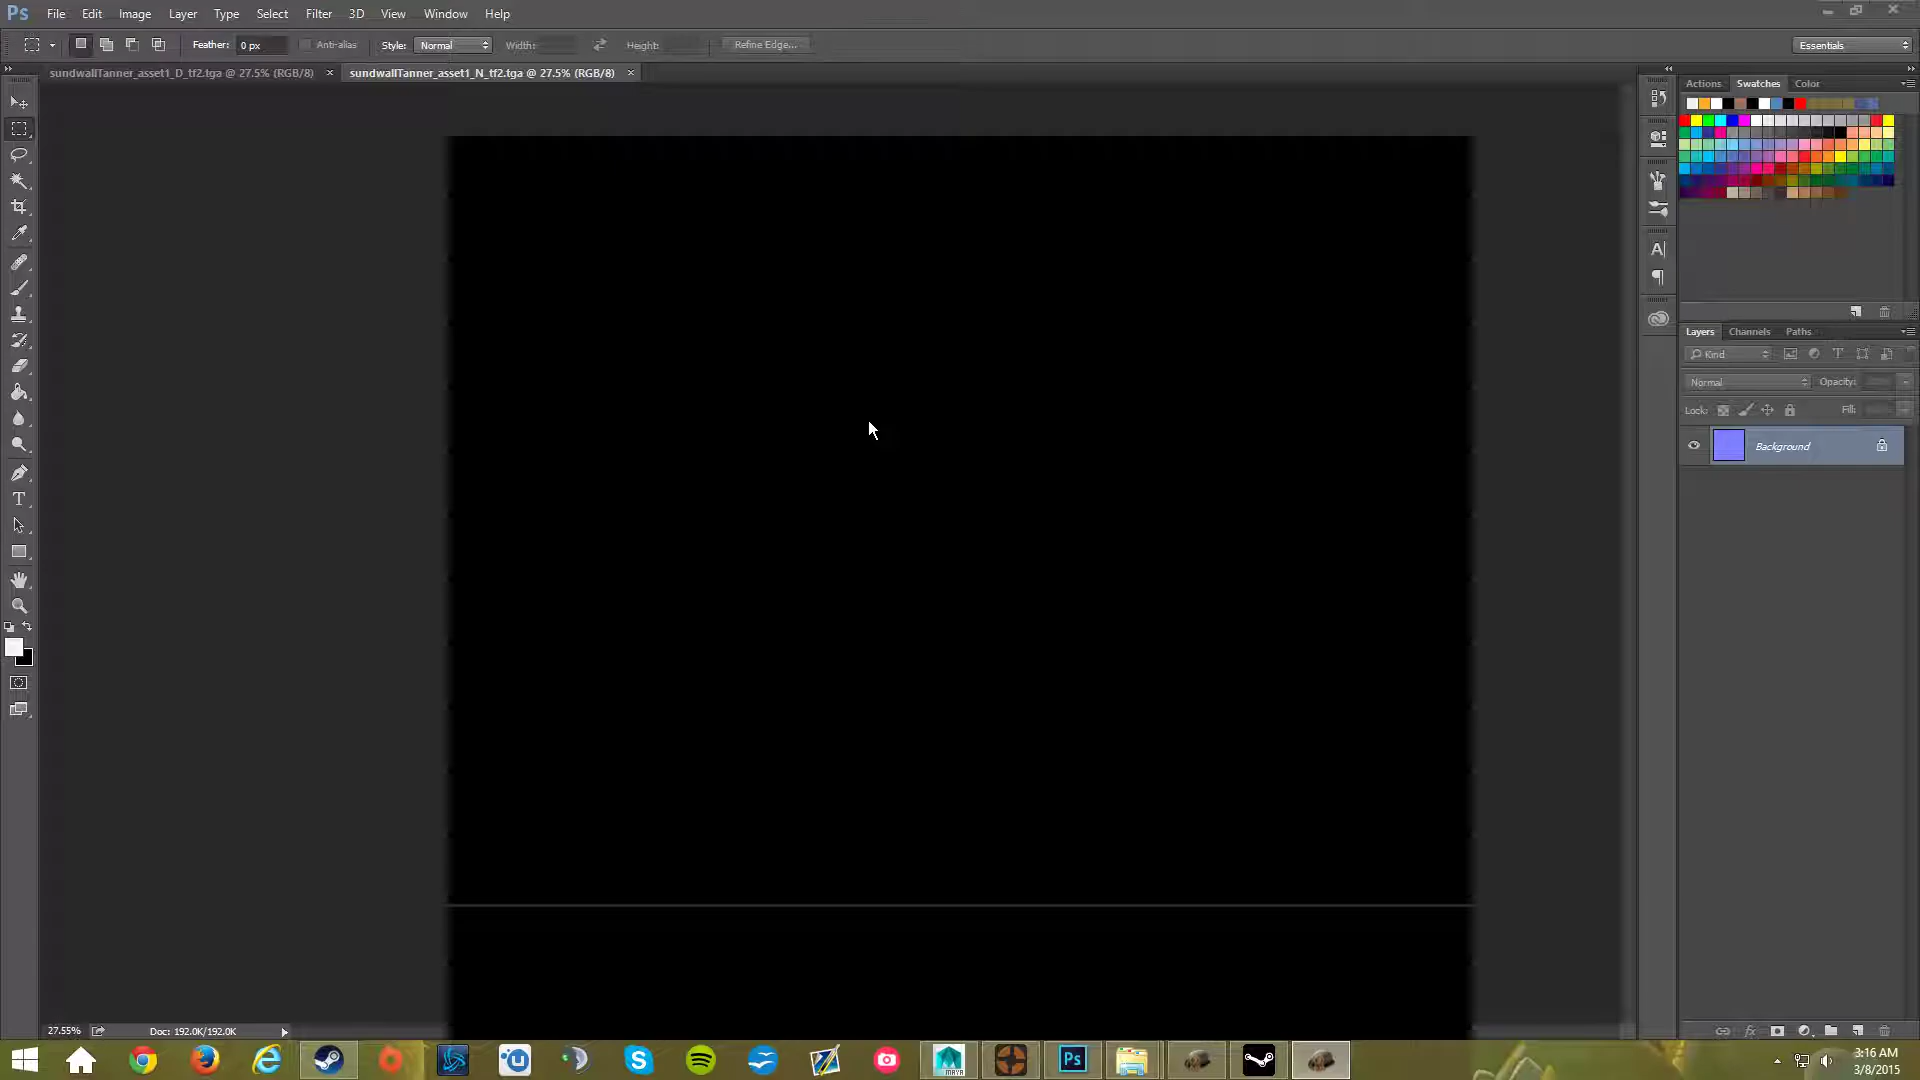 Ps File Edit Image Layer Type Select Filter 3D View Window Help
Feather: 0 px Anti-alias Style: Normal Width: Height: Refine Edge... Essentials
sundwallTanner_asset1_D_tf2.tga @ 27.5% (RGB/8) × sundwallTanner_asset1_N_tf2.tga @ 27.5% (RGB/8) ×
Actions Swatches Color
Layers Channels Paths
Kind
Normal Opacity:
Lock: Fill:
Background
27.55% Doc: 192.0K/192.0K
MAYA Ps
3:16 AM
3/8/2015